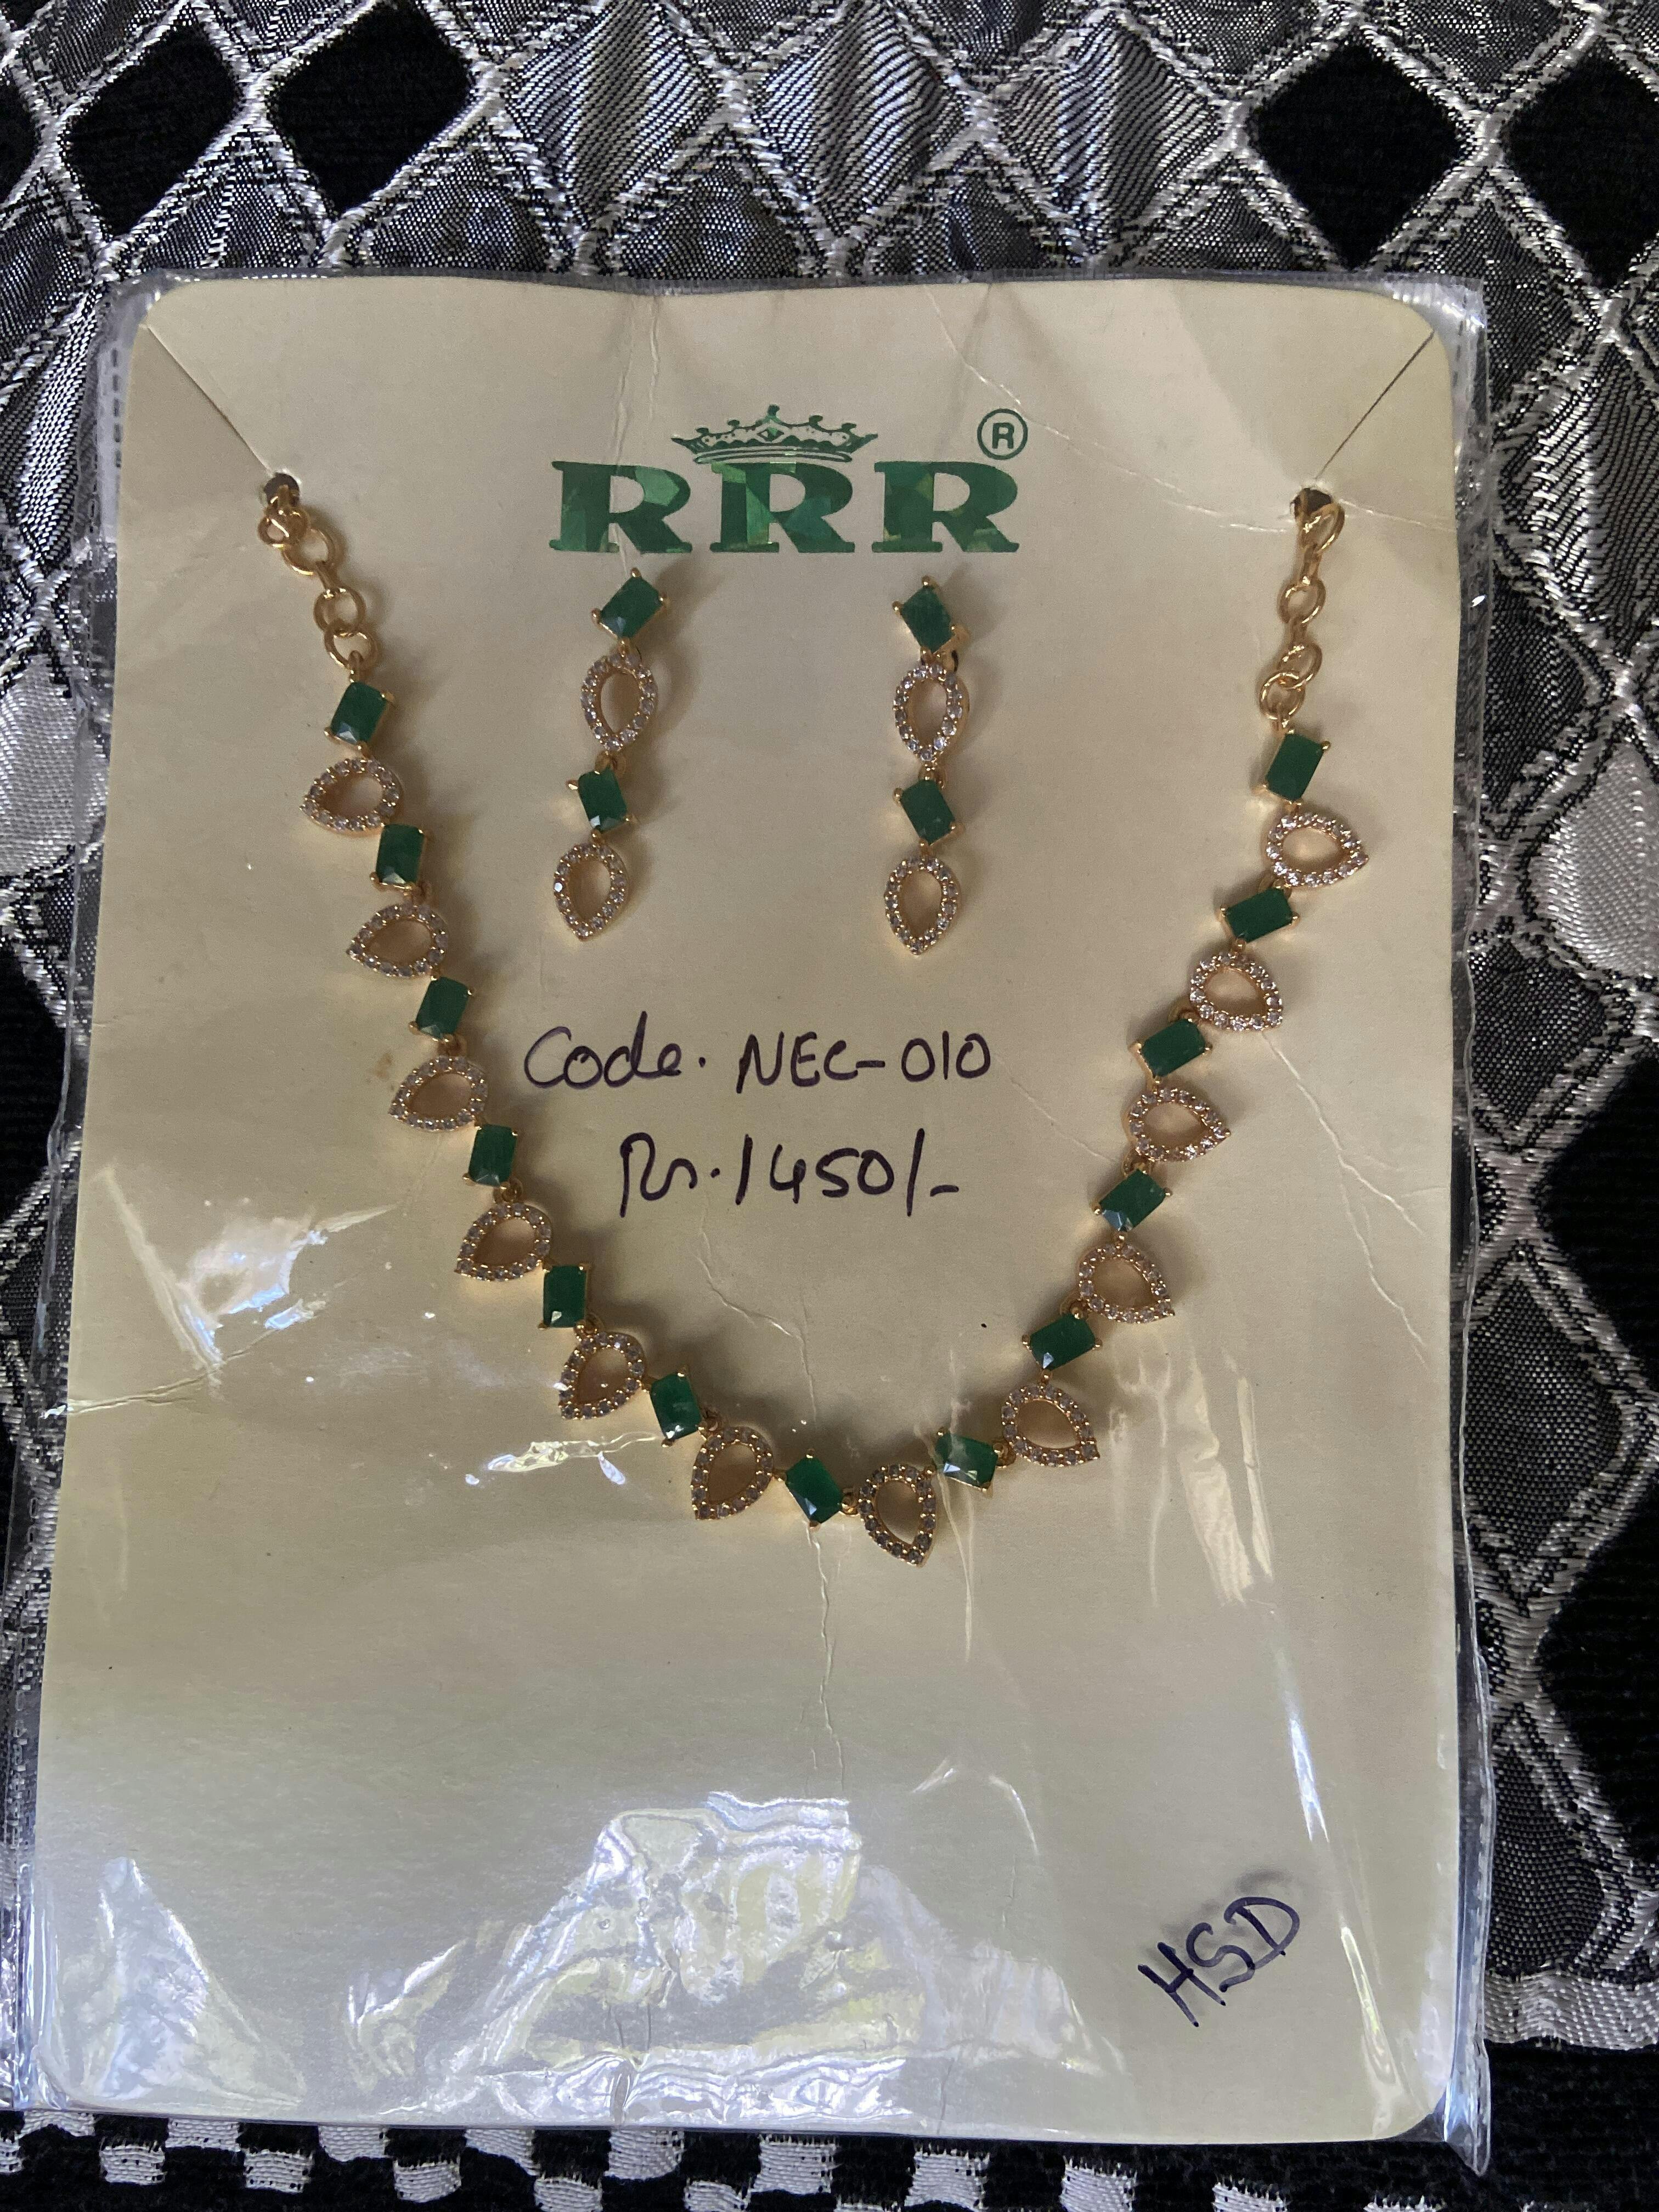 RRR®
Code. NEC-010
Rs. 1450/-
HSD